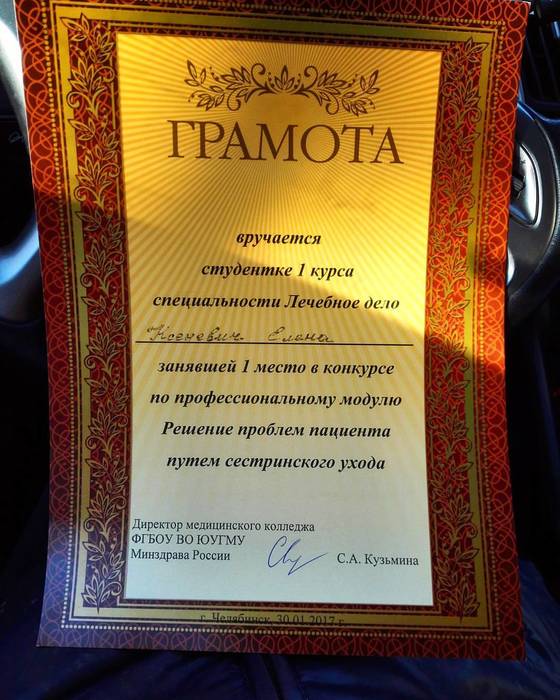 ГРАМОТА
вручается
студентке 1 курса
специальности Лечебное дело
Ксеневич Елена
занявшей 1 место в конкурсе
по профессиональному модулю
Решение проблем пациента
путем сестринского ухода
Директор медицинского колледжа
ФГБОУ ВО ЮУГМУ
Минздрава России
С.А. Кузьмина
г. Челябинск, 30.01.2017 г.